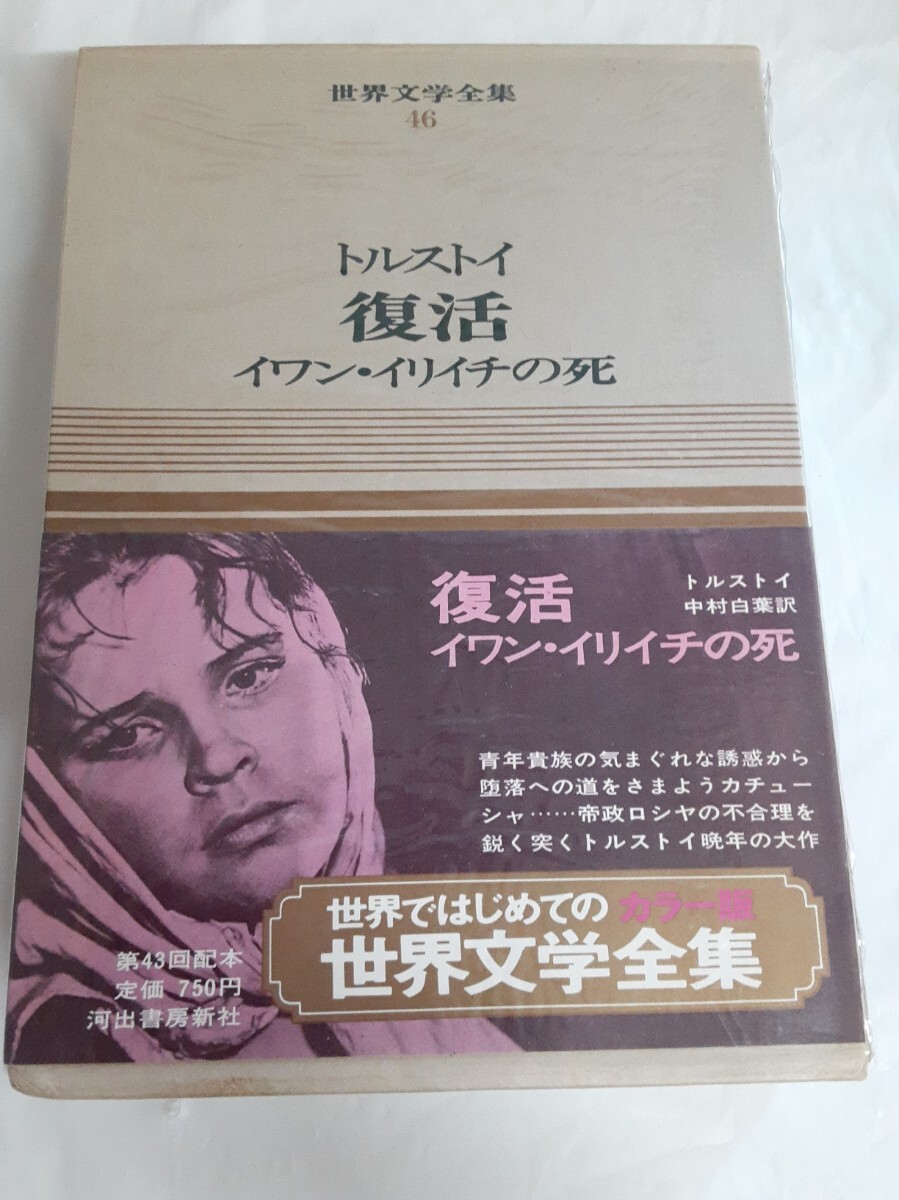 世界文学全集
46
トルストイ
復活
イワン・イリイチの死
復活
トルストイ
中村白葉訳
イワン・イリイチの死
青年貴族の気まぐれな誘惑から
堕落への道をさまようカチュー
シャ……帝政ロシヤの不合理を
鋭く突くトルストイ晩年の大作
世界ではじめての カラー版
世界文学全集
第43回配本
定価 750円
河出書房新社